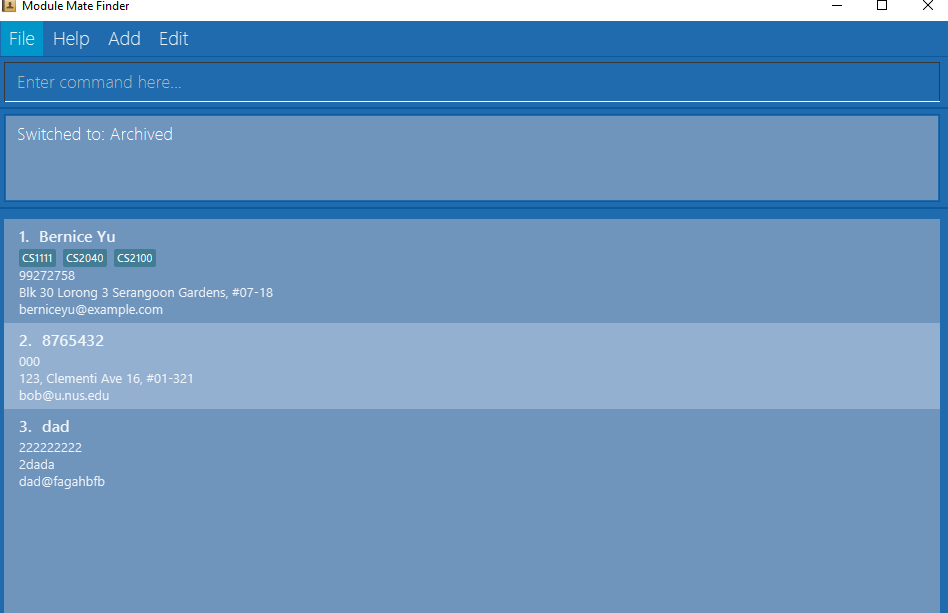 Module Mate Finder
File Help Add Edit
Enter command here...
Switched to: Archived
1. Bernice Yu
CS1111 CS2040 CS2100
99272758
Blk 30 Lorong 3 Serangoon Gardens, #07-18
berniceyu@example.com
2. 8765432
000
123, Clementi Ave 16, #01-321
bob@u.nus.edu
3. dad
222222222
2dada
dad@fagahbfb